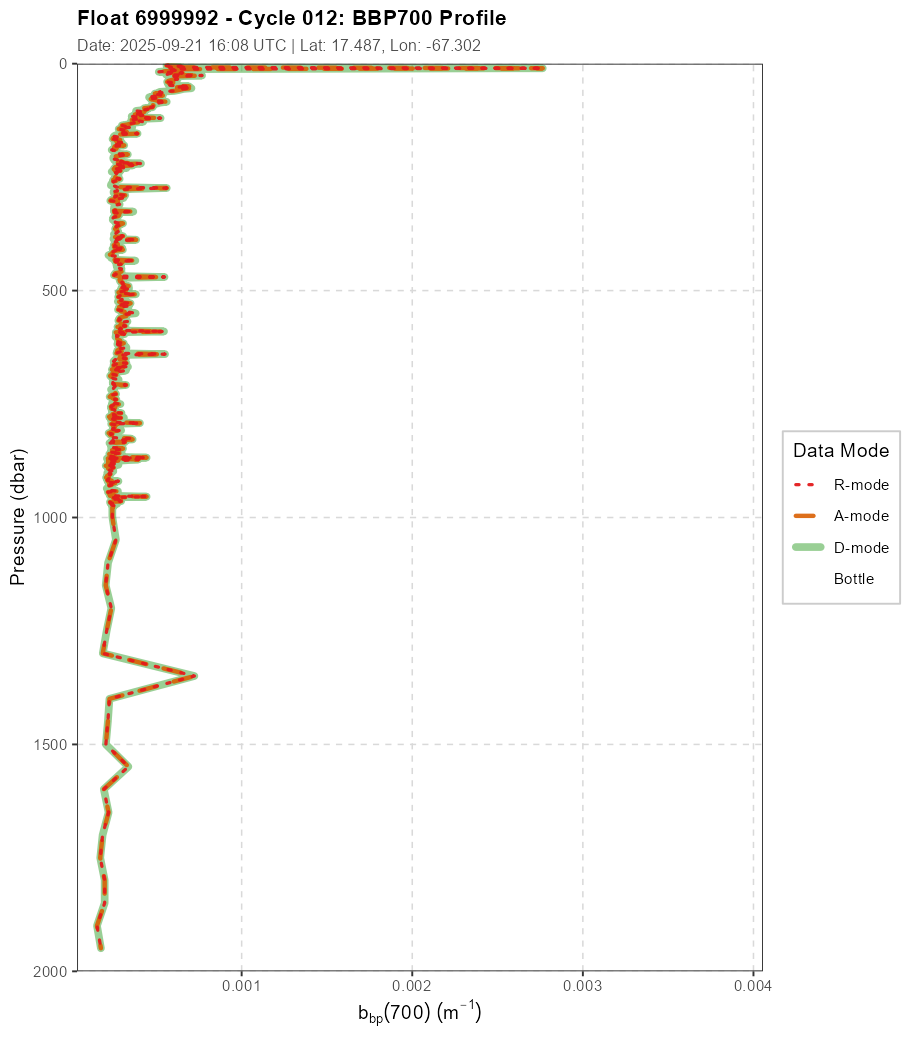 Float 6999992 - Cycle 012: BBP700 Profile
Date: 2025-09-21 16:08 UTC | Lat: 17.487, Lon: -67.302
0
500
1000
1500
2000
Pressure (dbar)
0.001
0.002
0.003
0.004
b_bp(700) (m⁻¹)
Data Mode
R-mode
A-mode
D-mode
Bottle